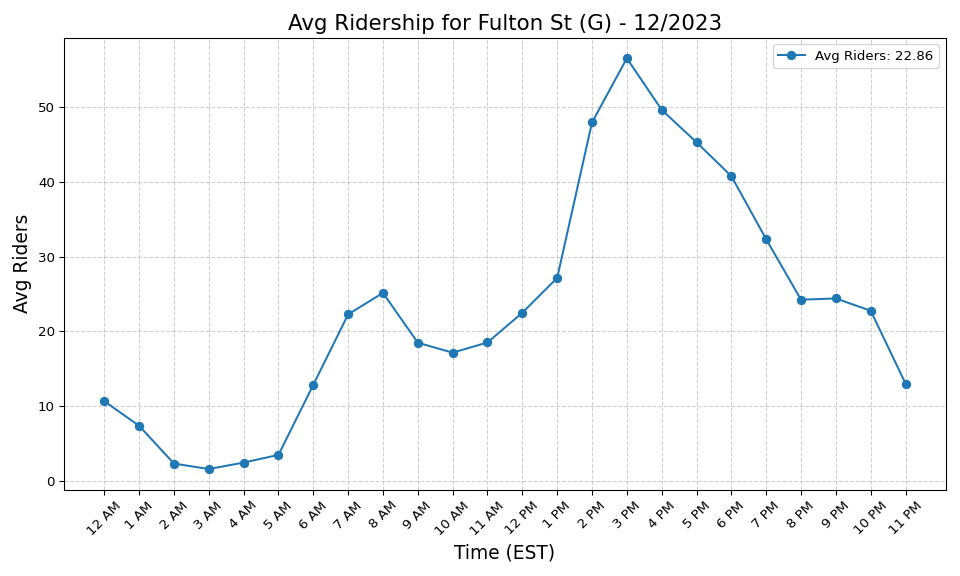 Avg Ridership for Fulton St (G) - 12/2023
Avg Riders: 22.86
Avg Riders
50
40
30
20
10
0
12 AM
1 AM
2 AM
3 AM
4 AM
5 AM
6 AM
7 AM
8 AM
9 AM
10 AM
11 AM
12 PM
1 PM
2 PM
3 PM
4 PM
5 PM
6 PM
7 PM
8 PM
9 PM
10 PM
11 PM
Time (EST)